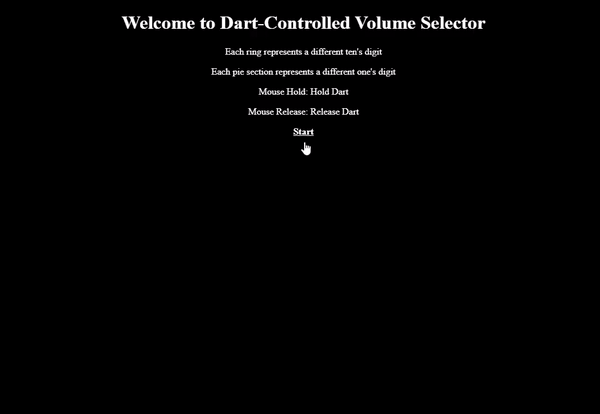 Welcome to Dart-Controlled Volume Selector
Each ring represents a different ten's digit
Each pie section represents a different one's digit
Mouse Hold: Hold Dart
Mouse Release: Release Dart
Start